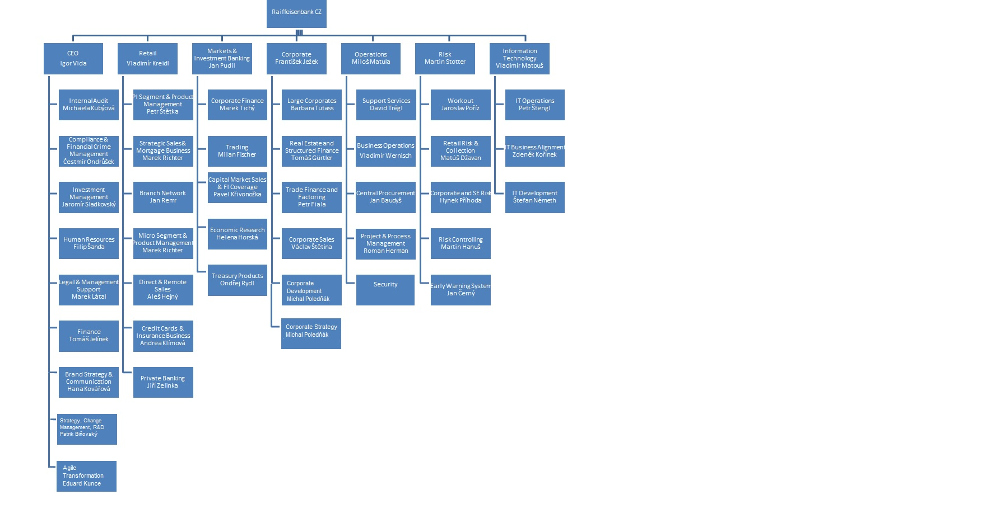 Raiffeisenbank CZ
CEO
Igor Vida
Retail
Vladimír Kreidl
Markets &
Investment Banking
Jan Pudil
Corporate
František Ježek
Operations
Miloš Matula
Risk
Martin Stotter
Information
Technology
Vladimír Matouš
Internal Audit
Michaela Kubýová
Compliance &
Financial Crime
Management
Čestmír Ondrůšek
Investment
Management
Jaromír Sladkovský
Human Resources
Filip Šanda
Legal & Management
Support
Marek Látal
Finance
Tomáš Jelínek
Brand Strategy &
Communication
Hana Kovářová
Strategy, Change
Management, R&D
Patrik Biňovský
Agile
Transformation
Eduard Kunce
PI Segment & Product
Management
Petr Štětka
Strategic Sales &
Mortgage Business
Marek Richter
Branch Network
Jan Remr
Micro Segment &
Product Management
Marek Richter
Direct & Remote
Sales
Aleš Hejný
Credit Cards &
Insurance Business
Andrea Klímová
Private Banking
Jiří Zelinka
Corporate Finance
Marek Tichý
Trading
Milan Fischer
Capital Market Sales
& FI Coverage
Pavel Křivonožka
Economic Research
Helena Horská
Treasury Products
Ondřej Rydl
Large Corporates
Barbara Tutass
Real Estate and
Structured Finance
Tomáš Gürtler
Trade Finance and
Factoring
Petr Fiala
Corporate Sales
Václav Štětina
Corporate
Development
Michal Poledňák
Corporate Strategy
Michal Poledňák
Support Services
David Trégl
Business Operations
Vladimír Wernisch
Central Procurement
Jan Baudyš
Project & Process
Management
Roman Herman
Security
Workout
Jaroslav Poříz
Retail Risk &
Collection
Matúš Džavan
Corporate and SE Risk
Hynek Příhoda
Risk Controlling
Martin Hanuš
Early Warning System
Jan Černý
IT Operations
Petr Štengl
IT Business Alignment
Zdeněk Kořínek
IT Development
Štefan Németh